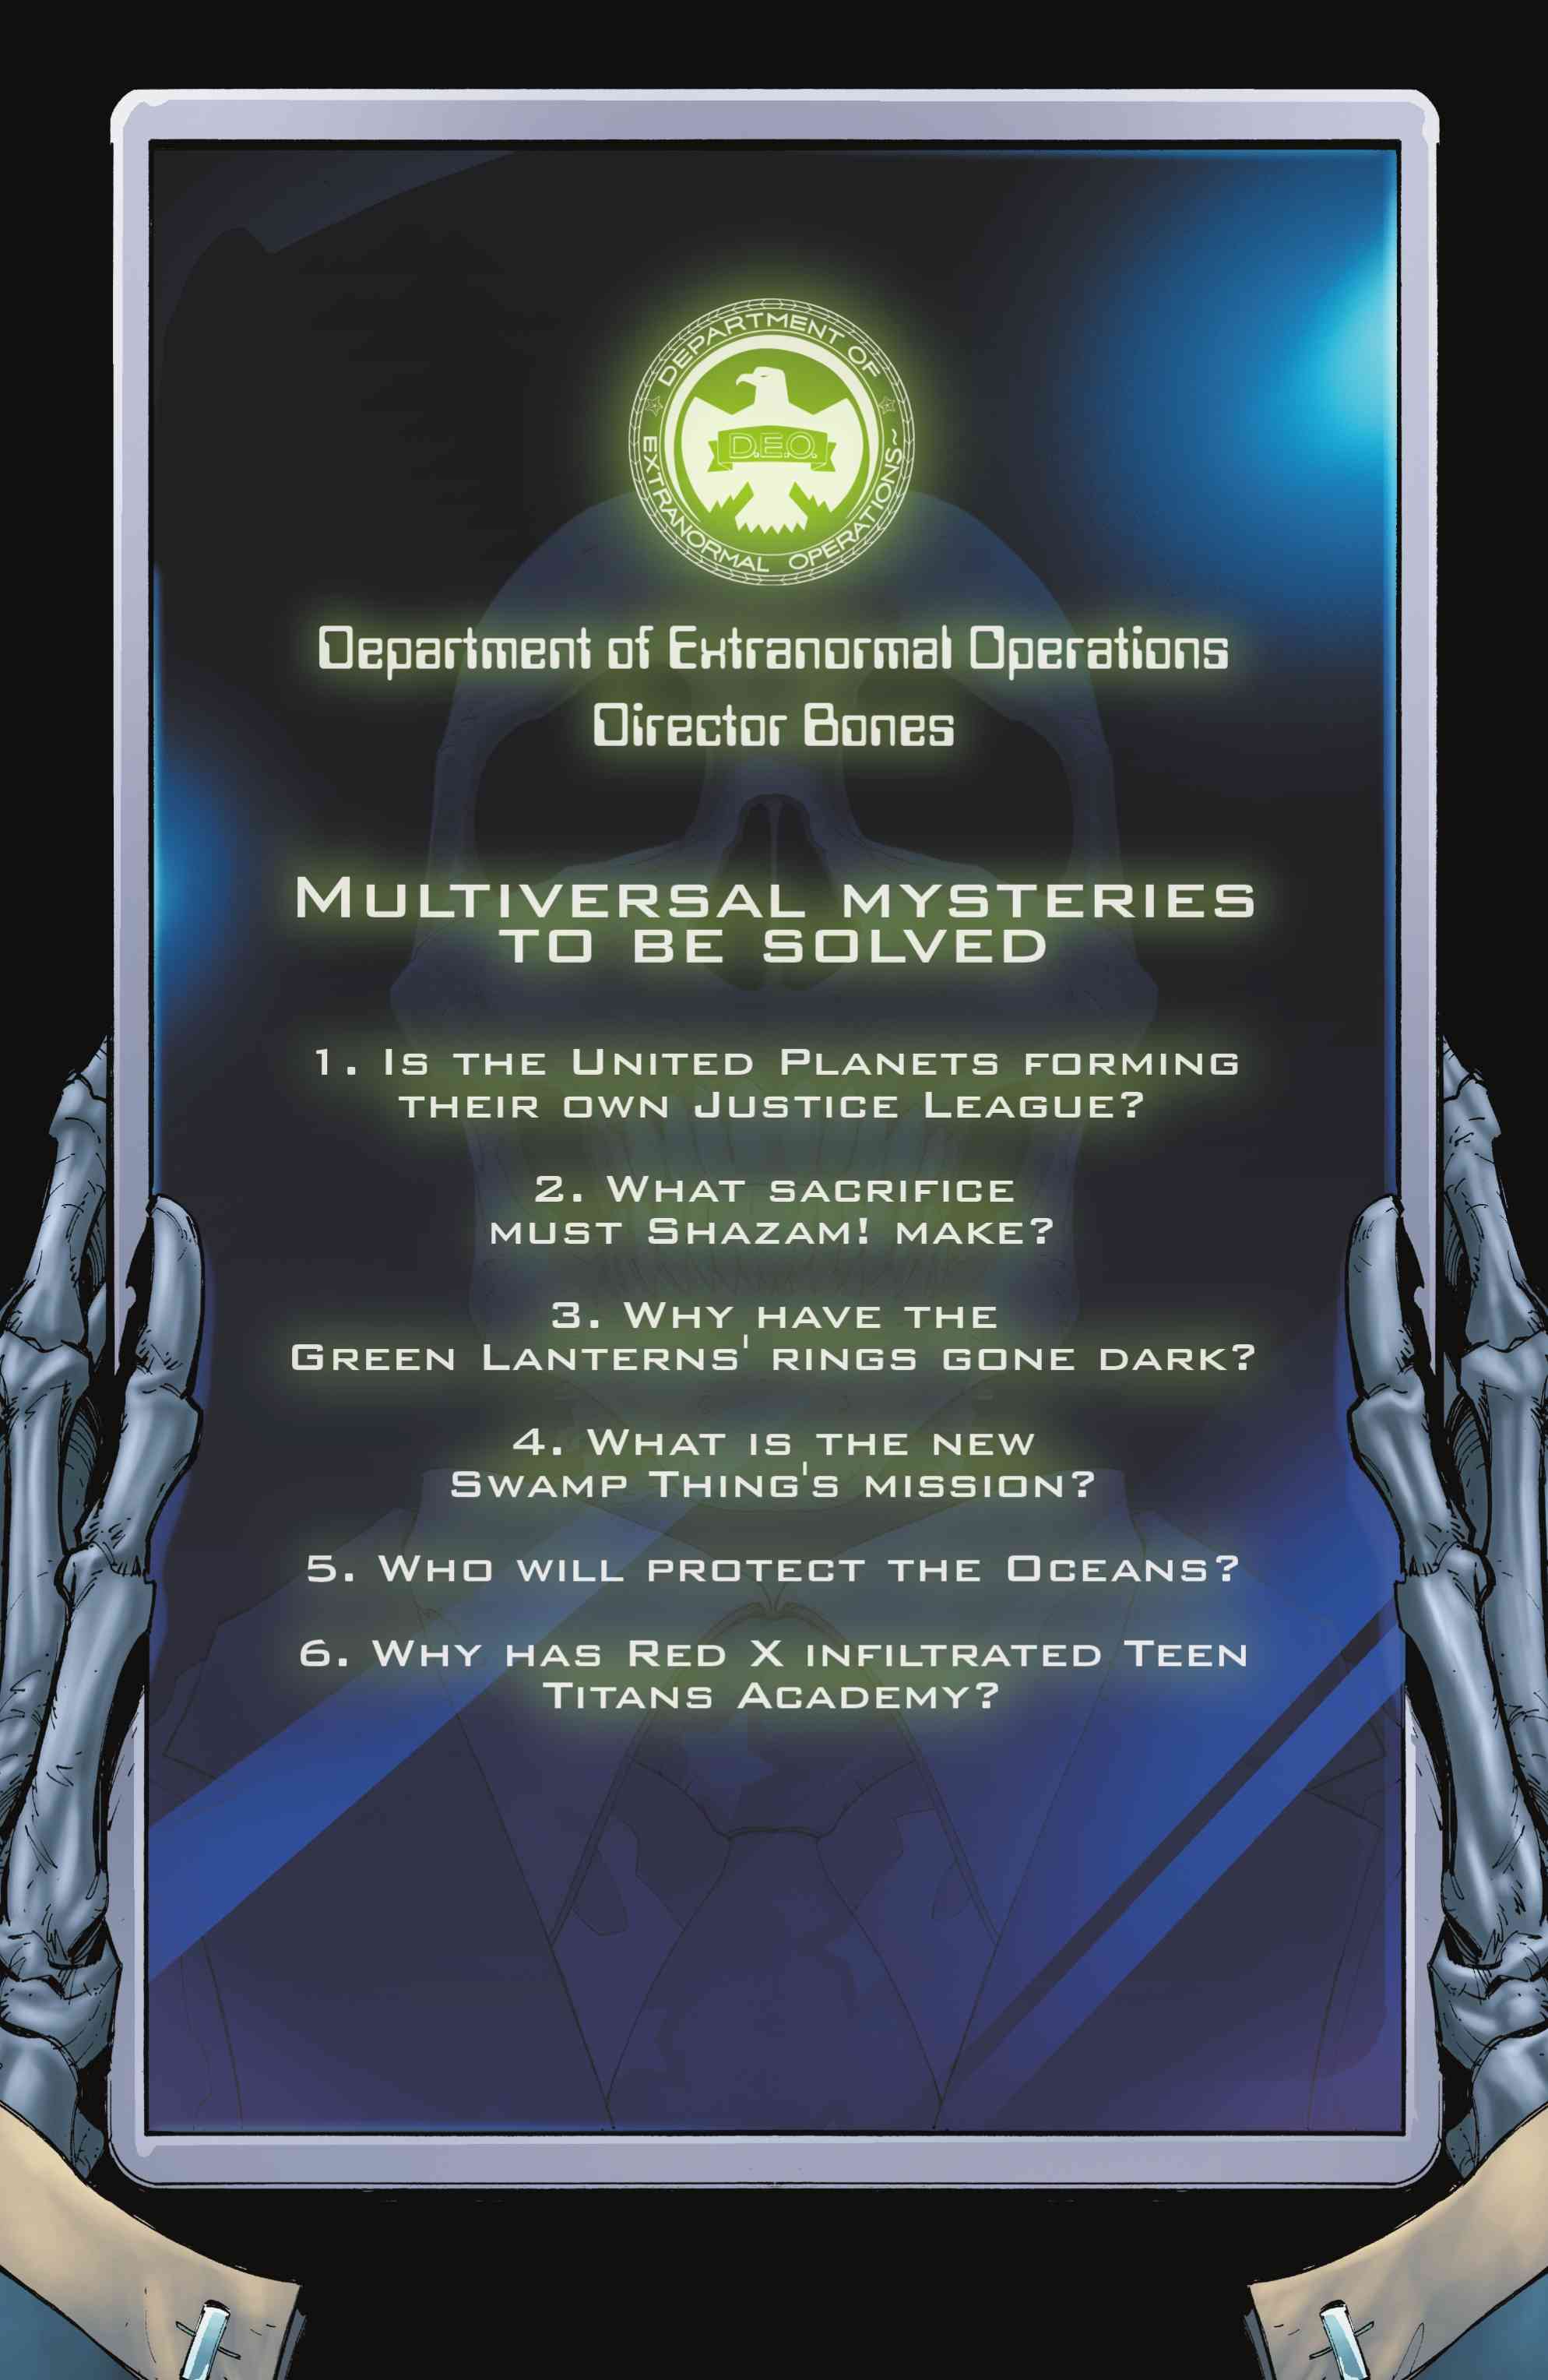 DEPARTMENT OF
EXTRANORMAL OPERATIONS~
D.E.O.
Department of Extranormal Operations
Director Bones
MULTIVERSAL MYSTERIES
TO BE SOLVED
1. IS THE UNITED PLANETS FORMING
THEIR OWN JUSTICE LEAGUE?
2. WHAT SACRIFICE
MUST SHAZAM! MAKE?
3. WHY HAVE THE
GREEN LANTERNS' RINGS GONE DARK?
4. WHAT IS THE NEW
SWAMP THING'S MISSION?
5. WHO WILL PROTECT THE OCEANS?
6. WHY HAS RED X INFILTRATED TEEN
TITANS ACADEMY?